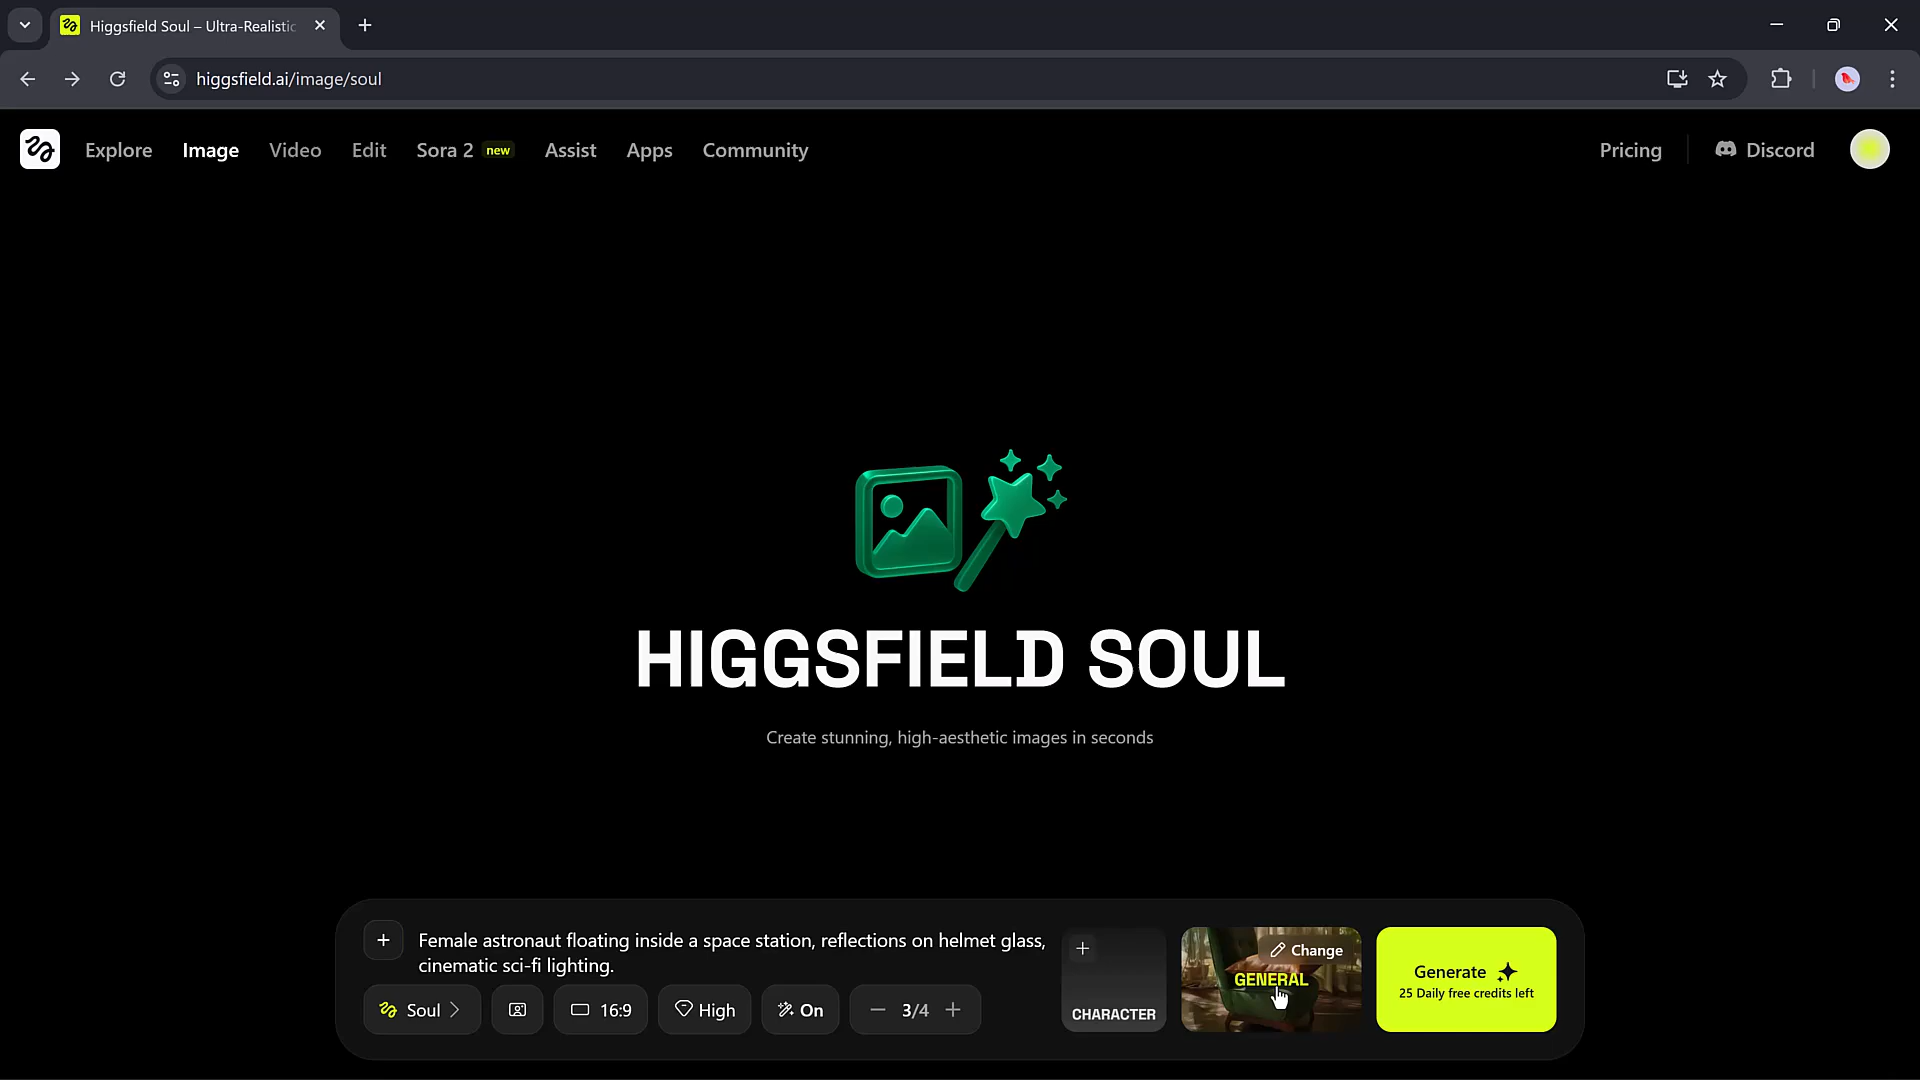 Higgsfield Soul – Ultra-Realistic
higgsfield.ai/image/soul
Explore Image Video Edit Sora 2 new Assist Apps Community Pricing Discord
HIGGSFIELD SOUL
Create stunning, high-aesthetic images in seconds
Female astronaut floating inside a space station, reflections on helmet glass,
cinematic sci-fi lighting.
Soul 16:9 High On 3/4
CHARACTER
Change
GENERAL
Generate
25 Daily free credits left